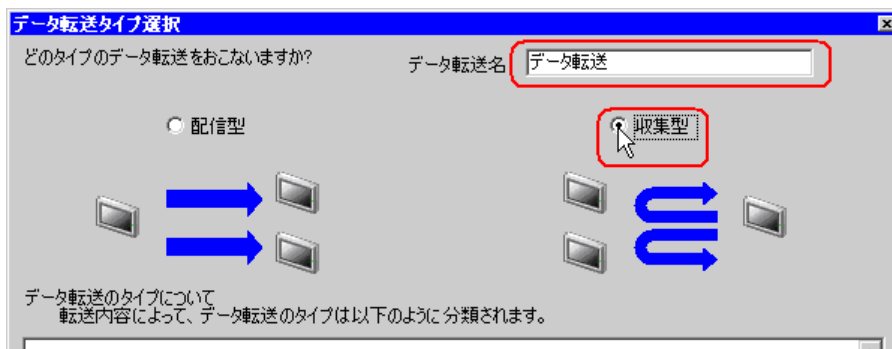 データ転送タイプ選択
どのタイプのデータ転送をおこないますか?
データ転送名 データ転送
配信型
収集型
データ転送のタイプについて
転送内容によって、データ転送のタイプは以下のように分類されます。